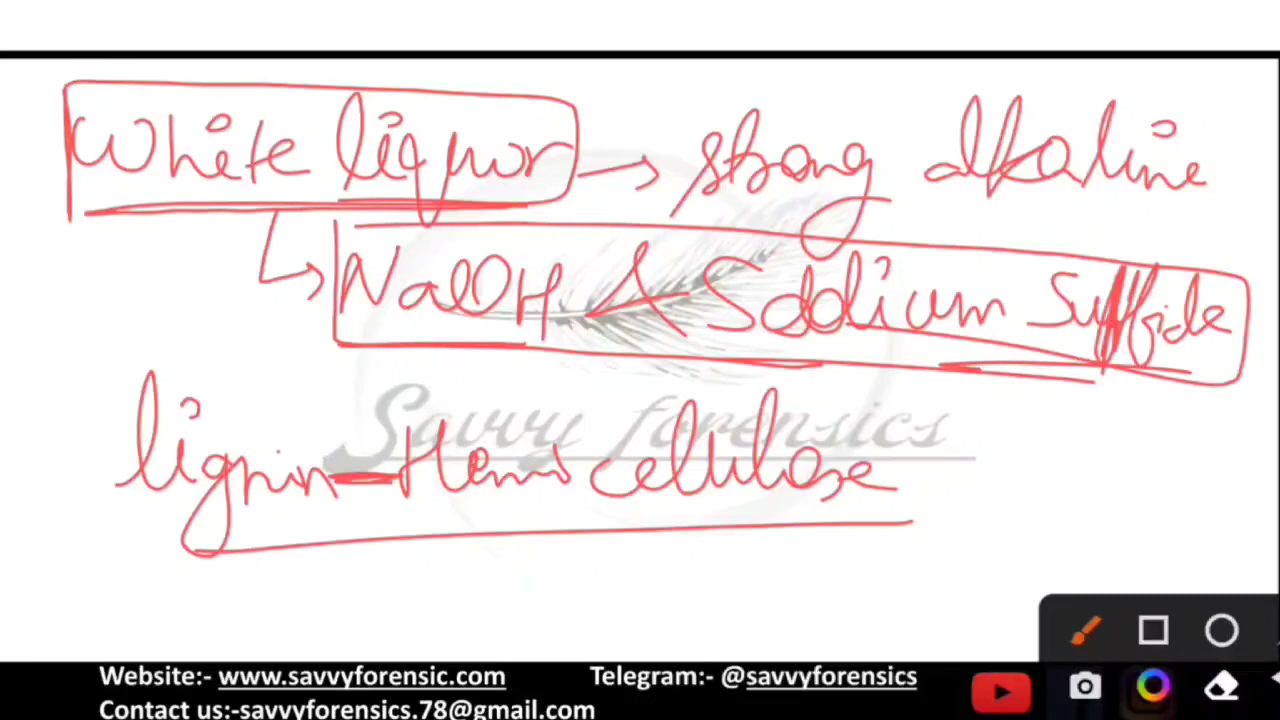 White liquor → strong alkaline
↳ NaOH & Soddium Sulfide
Savvy forensics
lignin - Hemicellulose
Website:- www.savvyforensic.com Telegram:- @savvyforensics
Contact us:-savvyforensics.78@gmail.com